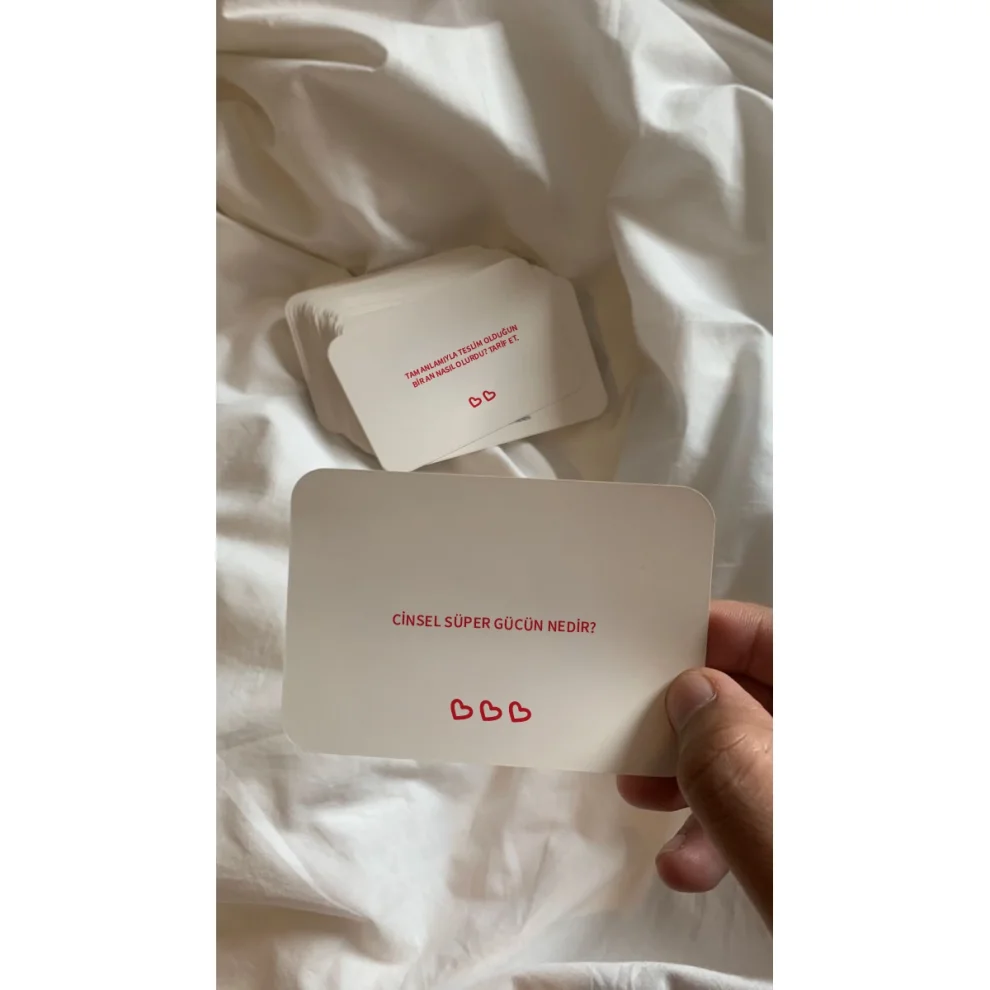 TAM ANLAMIYLA TESLİM OLDUĞUN
BİR AN NASIL OLURDU? TARİF ET.
CİNSEL SÜPER GÜCÜN NEDİR?